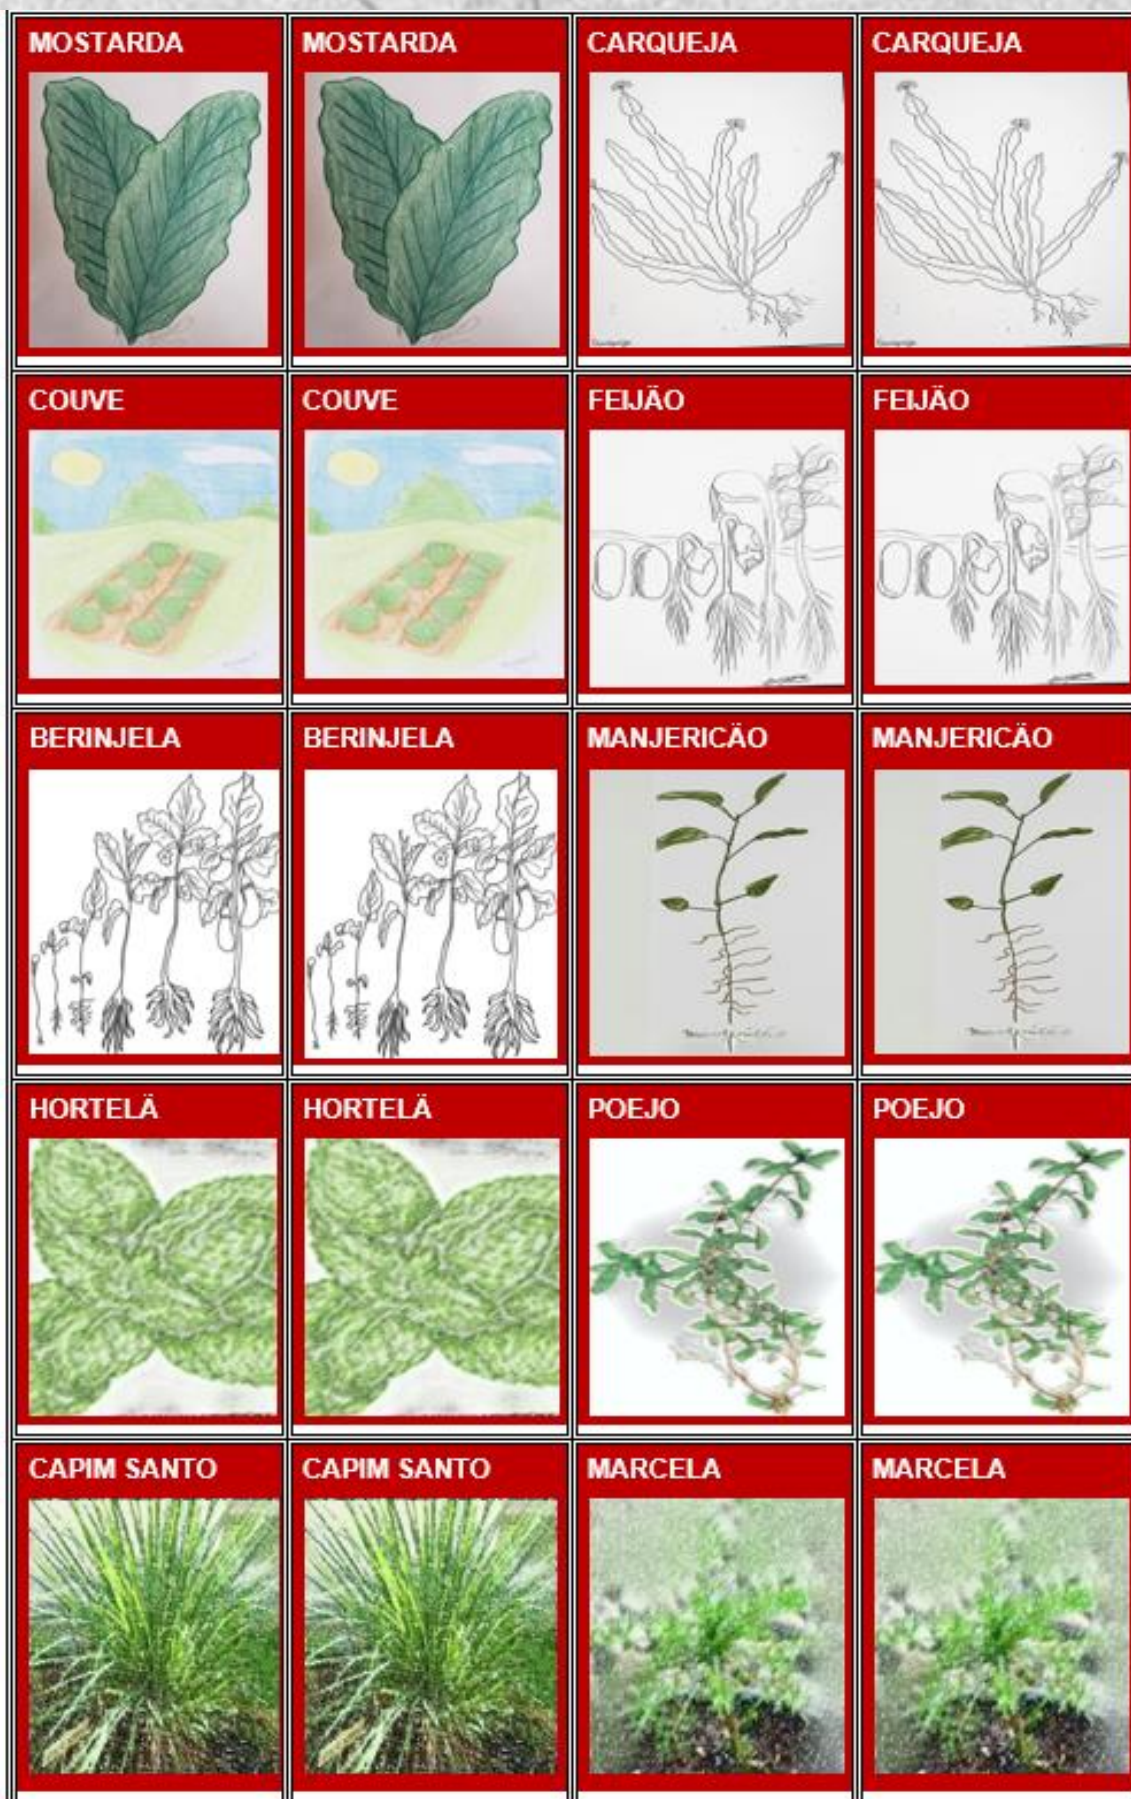 MOSTARDA MOSTARDA CARQUEJA CARQUEJA
COUVE COUVE FEIJÃO FEIJÃO
BERINJELA BERINJELA MANJERICÃO MANJERICÃO
HORTELÃ HORTELÃ POEJO POEJO
CAPIM SANTO CAPIM SANTO MARCELA MARCELA